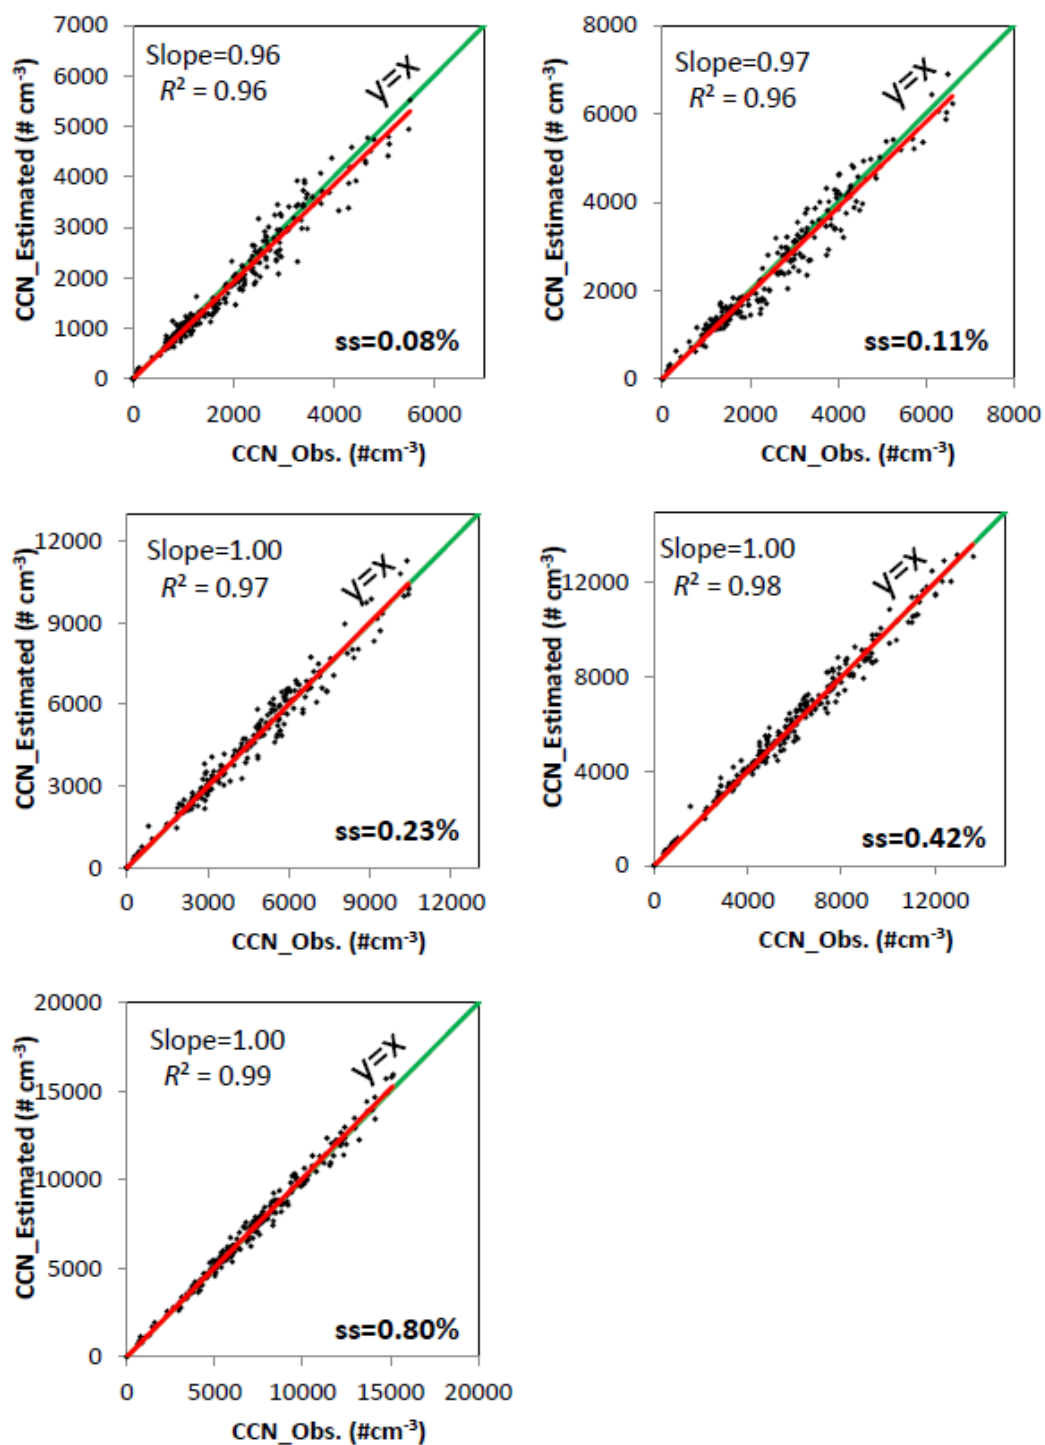 7000
6000
5000
4000
3000
2000
1000
0
CCN_Estimated (# cm⁻³)
Slope=0.96
R² = 0.96
y=x
ss=0.08%
0 2000 4000 6000
CCN_Obs. (#cm⁻³)
8000
6000
4000
2000
0
CCN_Estimated (# cm⁻³)
Slope=0.97
R² = 0.96
y=x
ss=0.11%
0 2000 4000 6000 8000
CCN_Obs. (#cm⁻³)
12000
9000
6000
3000
0
CCN_Estimated (# cm⁻³)
Slope=1.00
R² = 0.97
y=x
ss=0.23%
0 3000 6000 9000 12000
CCN_Obs. (#cm⁻³)
12000
8000
4000
0
CCN_Estimated (# cm⁻³)
Slope=1.00
R² = 0.98
y=x
ss=0.42%
0 4000 8000 12000
CCN_Obs. (#cm⁻³)
20000
15000
10000
5000
0
CCN_Estimated (# cm⁻³)
Slope=1.00
R² = 0.99
y=x
ss=0.80%
0 5000 10000 15000 20000
CCN_Obs. (#cm⁻³)